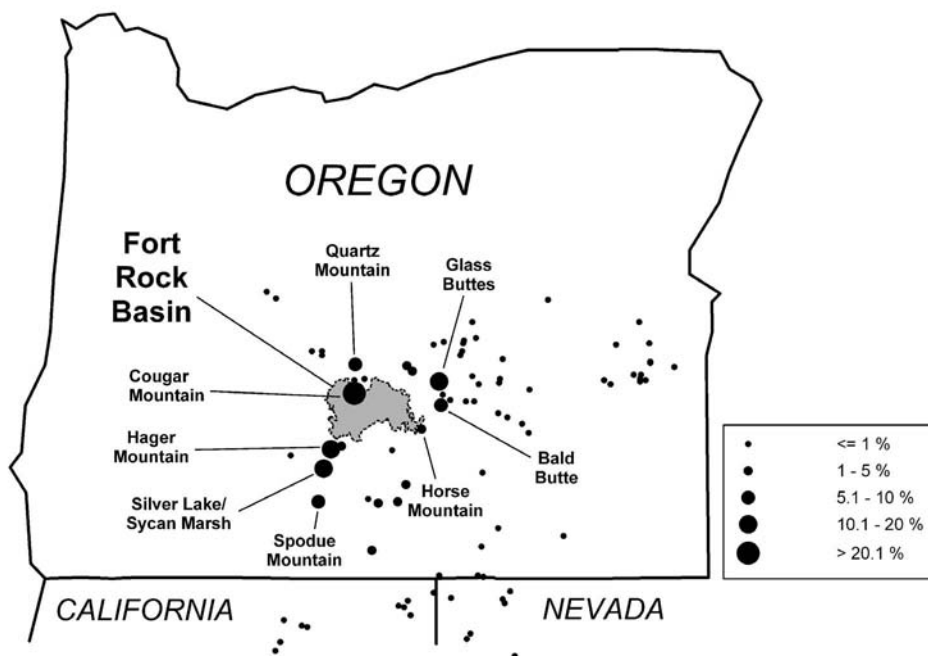 OREGON
Fort
Rock
Basin
Quartz
Mountain
Glass
Buttes
Cougar
Mountain
Hager
Mountain
Silver Lake/
Sycan Marsh
Spodue
Mountain
Horse
Mountain
Bald
Butte
<= 1 %
1 - 5 %
5.1 - 10 %
10.1 - 20 %
> 20.1 %
CALIFORNIA
NEVADA